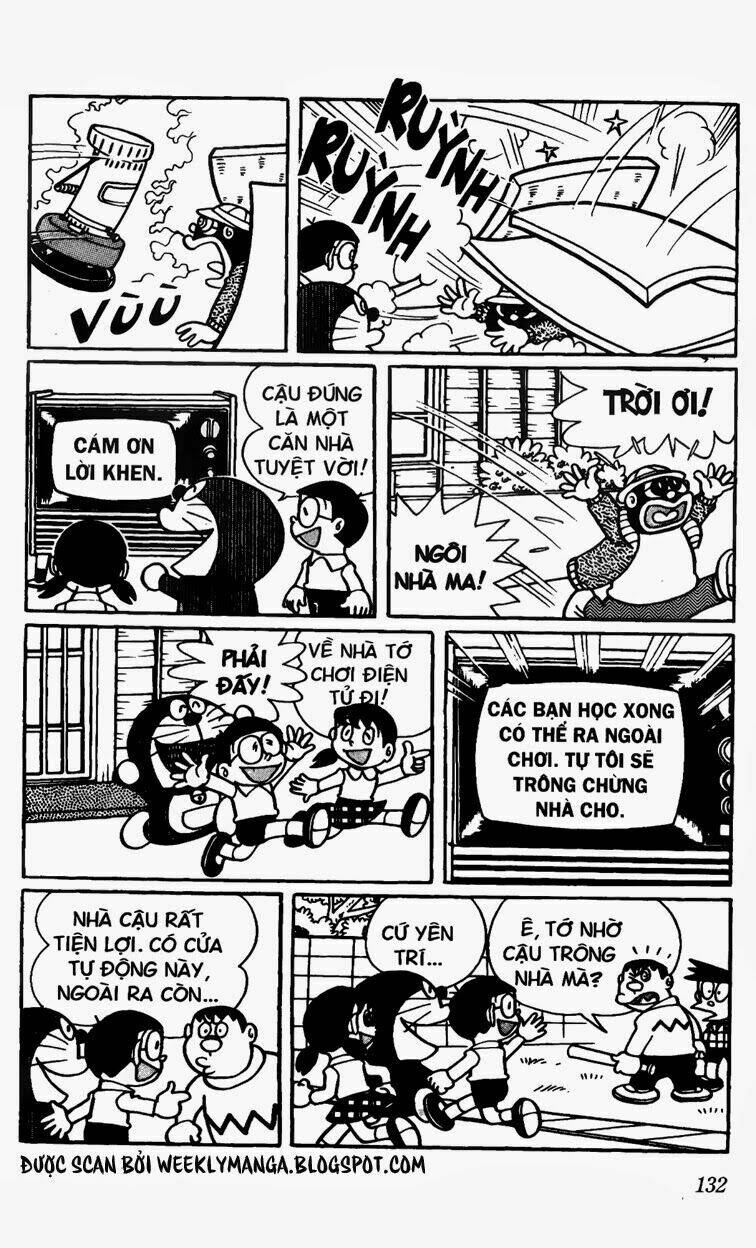 VÙÙ
RUỲNH
RUỲNH
CÁM ƠN
LỜI KHEN.
CẬU ĐÚNG
LÀ MỘT
CĂN NHÀ
TUYỆT VỜI!
TRỜI ƠI!
NGÔI
NHÀ MA!
PHẢI
ĐẤY!
VỀ NHÀ TỚ
CHƠI ĐIỆN
TỬ ĐI!
CÁC BẠN HỌC XONG
CÓ THỂ RA NGOÀI
CHƠI. TỰ TÔI SẼ
TRÔNG CHỪNG
NHÀ CHO.
NHÀ CẬU RẤT
TIỆN LỢI. CÓ CỬA
TỰ ĐỘNG NÀY,
NGOÀI RA CÒN...
CỨ YÊN
TRÍ...
Ê, TỚ NHỜ
CẬU TRÔNG
NHÀ MÀ?
ĐƯỢC SCAN BỞI WEEKLYMANGA.BLOGSPOT.COM
132